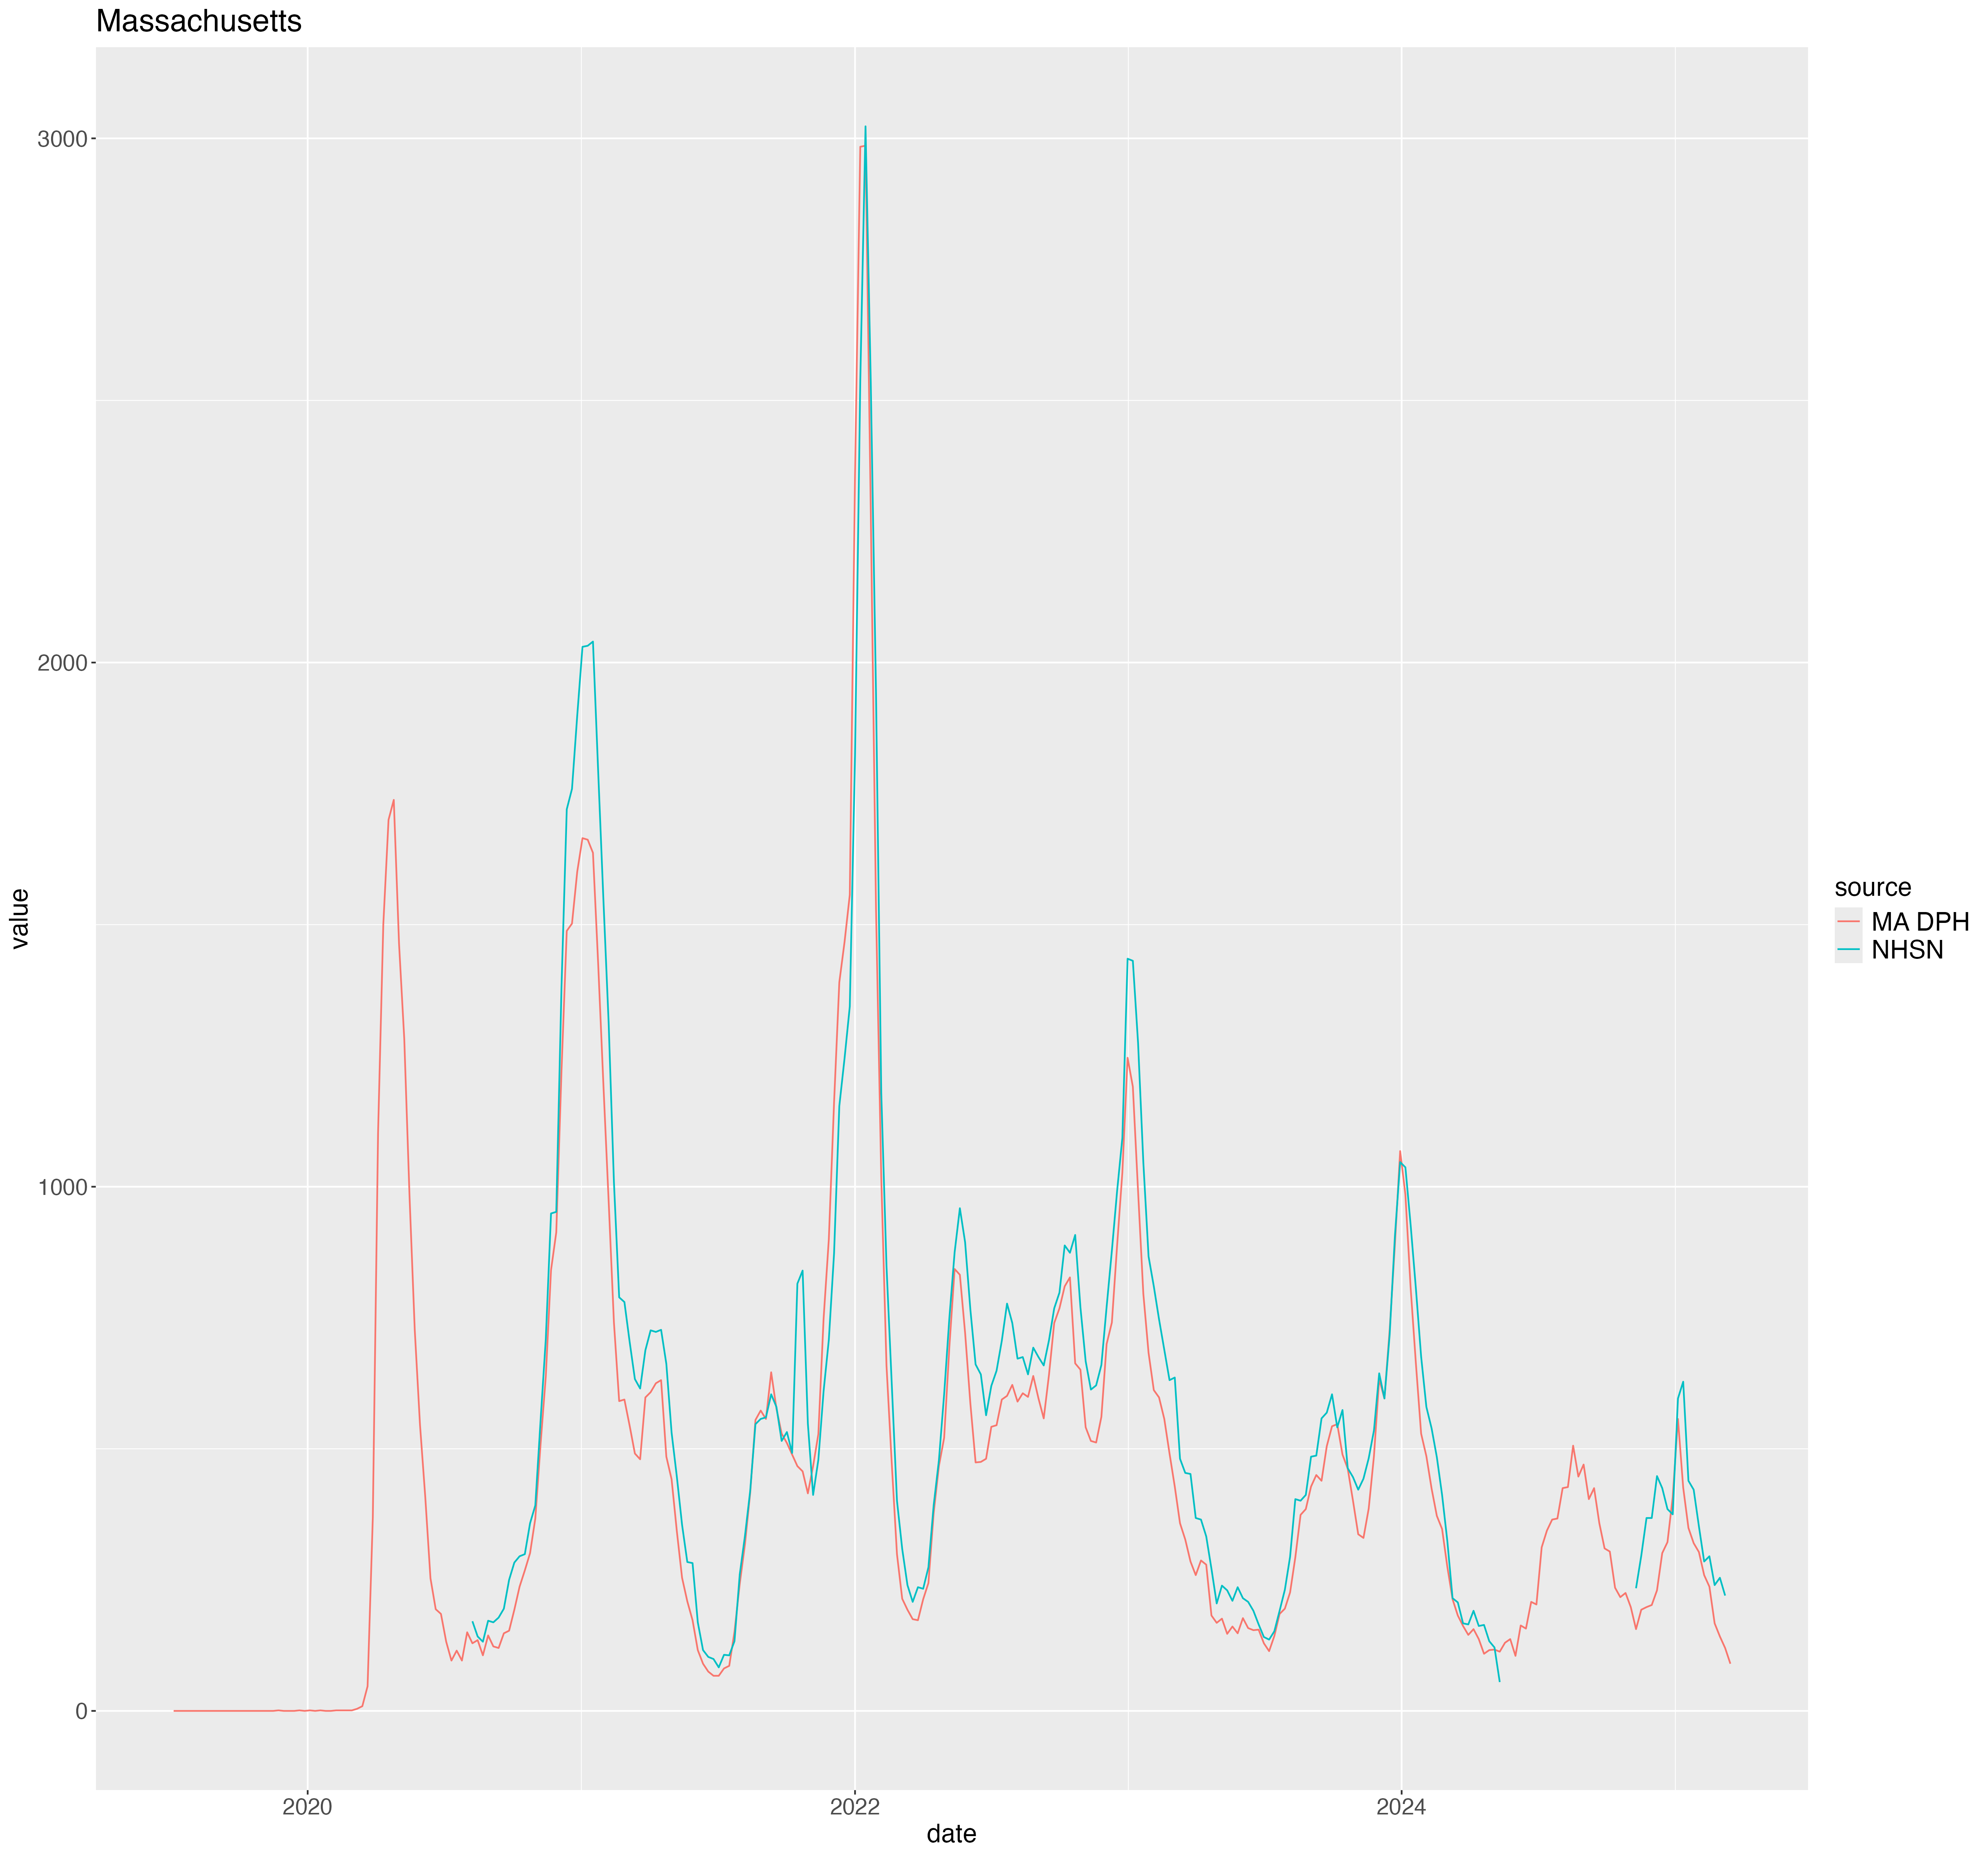 Massachusetts
3000
2000
1000
0
value
2020
2022
2024
date
source
MA DPH
NHSN